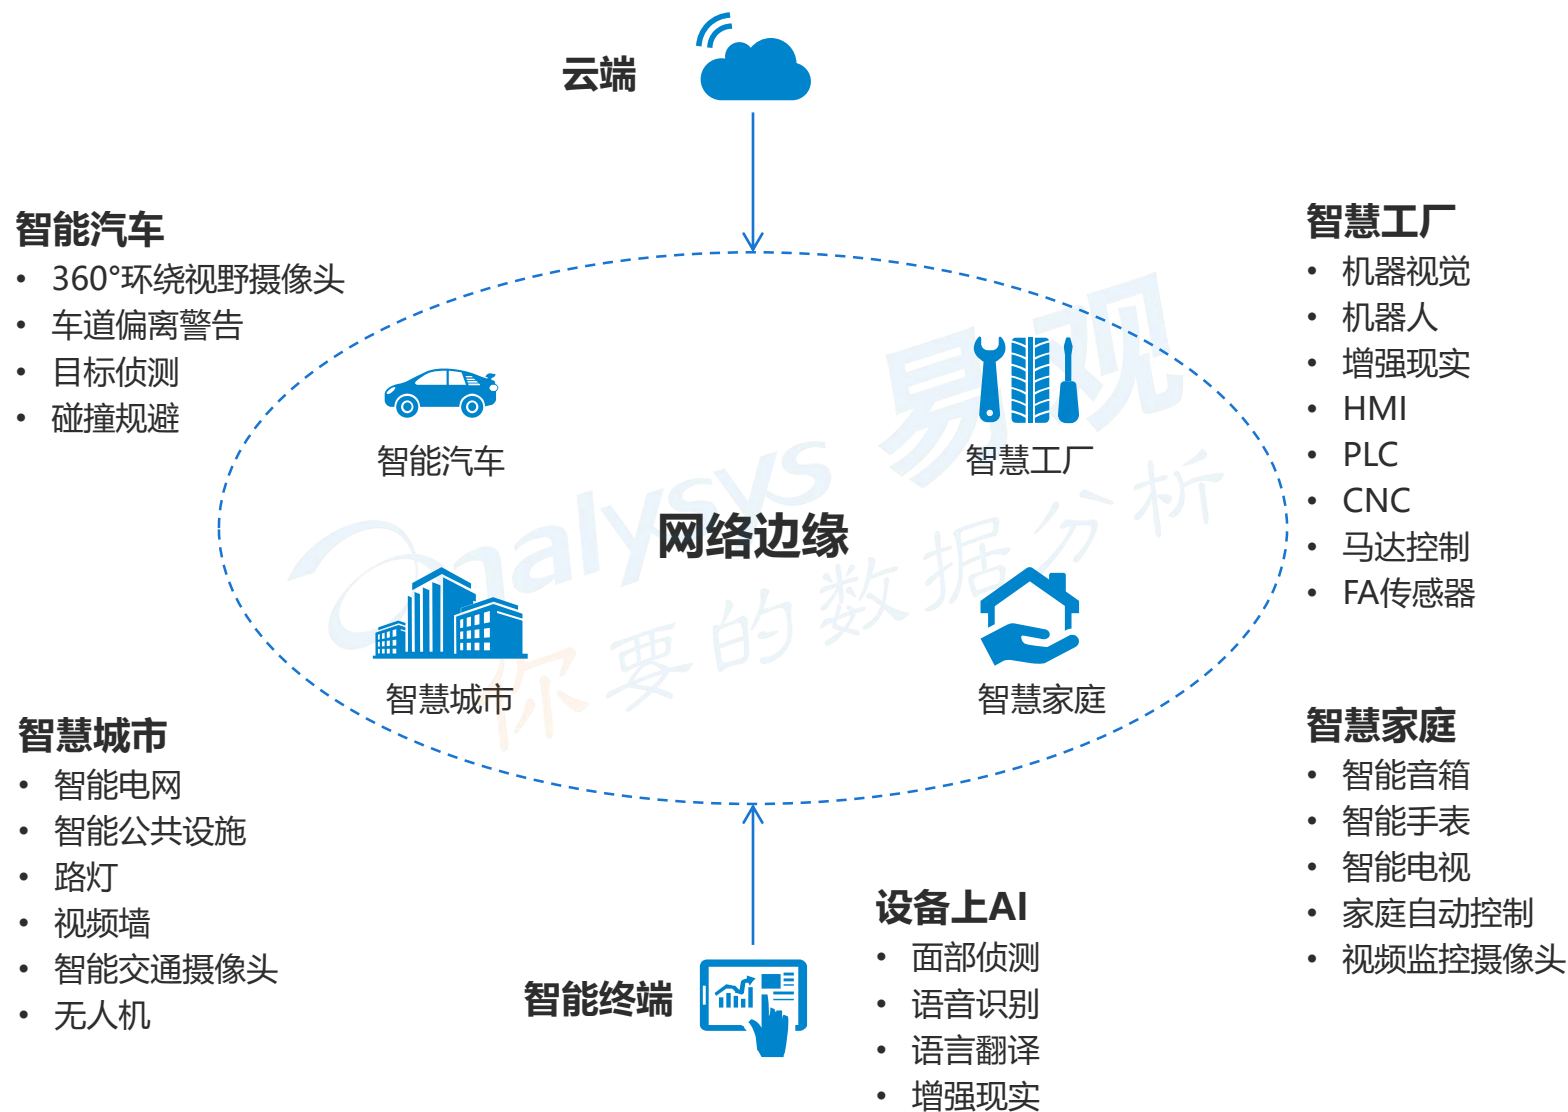 云端
智能汽车
• 360°环绕视野摄像头
• 车道偏离警告
• 目标侦测
• 碰撞规避
智慧工厂
• 机器视觉
• 机器人
• 增强现实
• HMI
• PLC
• CNC
• 马达控制
• FA传感器
智能汽车
智慧工厂
网络边缘
智慧城市
智慧家庭
analysys 易观
你要的数据分析
智慧城市
• 智能电网
• 智能公共设施
• 路灯
• 视频墙
• 智能交通摄像头
• 无人机
智慧家庭
• 智能音箱
• 智能手表
• 智能电视
• 家庭自动控制
• 视频监控摄像头
智能终端
设备上AI
• 面部侦测
• 语音识别
• 语言翻译
• 增强现实